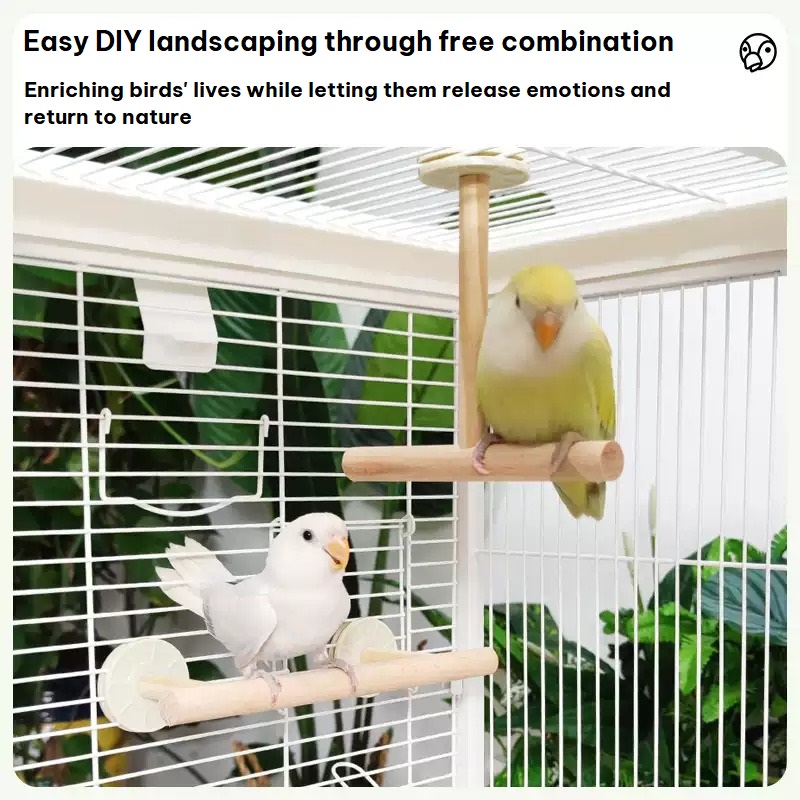 Easy DIY landscaping through free combination
Enriching birds' lives while letting them release emotions and
return to nature